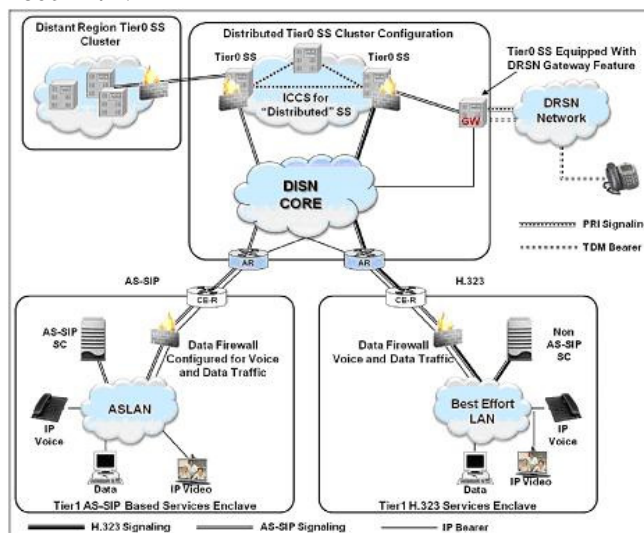 Distant Region Tier0 SS
Cluster
Distributed Tier0 SS Cluster Configuration
Tier0 SS
Tier0 SS
ICCS for
"Distributed" SS
Tier0 SS Equipped With
DRSN Gateway Feature
GW
DRSN
Network
DISN
CORE
PRI Signaling
TDM Bearer
AR
AR
AS-SIP
H.323
CE-R
CE-R
AS-SIP
SC
Data Firewall
Configured for Voice
and Data Traffic
Data Firewall
Voice and Data Traffic
Non
AS-SIP
SC
ASLAN
IP
Voice
Data
IP Video
Best Effort
LAN
IP
Voice
Data
IP Video
Tier1 AS-SIP Based Services Enclave
Tier1 H.323 Services Enclave
H.323 Signaling
AS-SIP Signaling
IP Bearer